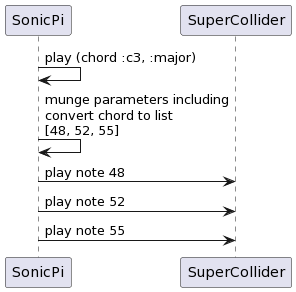 SonicPi
SuperCollider
play (chord :c3, :major)
munge parameters including
convert chord to list
[48, 52, 55]
play note 48
play note 52
play note 55
SonicPi
SuperCollider